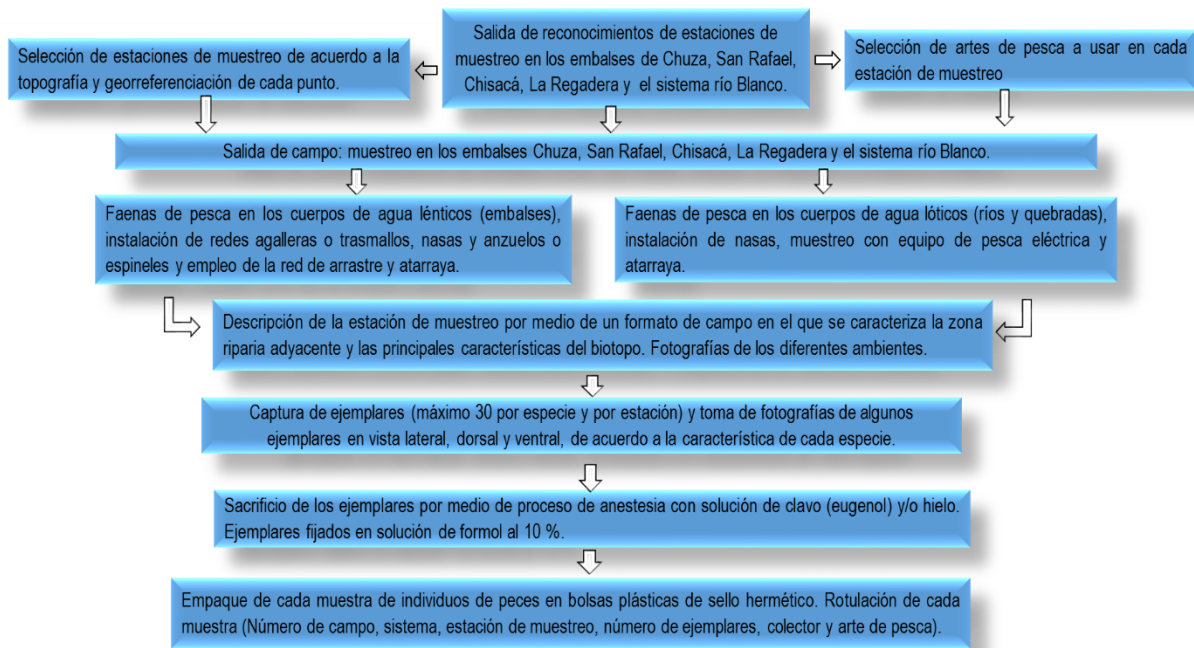 Salida de reconocimientos de estaciones de
muestreo en los embalses de Chuza, San Rafael,
Chisacá, La Regadera y el sistema río Blanco.
Selección de estaciones de muestreo de acuerdo a la
topografía y georreferenciación de cada punto.
Selección de artes de pesca a usar en cada
estación de muestreo
Salida de campo: muestreo en los embalses Chuza, San Rafael, Chisacá, La Regadera y el sistema río Blanco.
Faenas de pesca en los cuerpos de agua lénticos (embalses),
instalación de redes agalleras o trasmallos, nasas y anzuelos o
espineles y empleo de la red de arrastre y atarraya.
Faenas de pesca en los cuerpos de agua lóticos (ríos y quebradas),
instalación de nasas, muestreo con equipo de pesca eléctrica y
atarraya.
Descripción de la estación de muestreo por medio de un formato de campo en el que se caracteriza la zona
riparia adyacente y las principales características del biotopo. Fotografías de los diferentes ambientes.
Captura de ejemplares (máximo 30 por especie y por estación) y toma de fotografías de algunos
ejemplares en vista lateral, dorsal y ventral, de acuerdo a la característica de cada especie.
Sacrificio de los ejemplares por medio de proceso de anestesia con solución de clavo (eugenol) y/o hielo.
Ejemplares fijados en solución de formol al 10 %.
Empaque de cada muestra de individuos de peces en bolsas plásticas de sello hermético. Rotulación de cada
muestra (Número de campo, sistema, estación de muestreo, número de ejemplares, colector y arte de pesca).